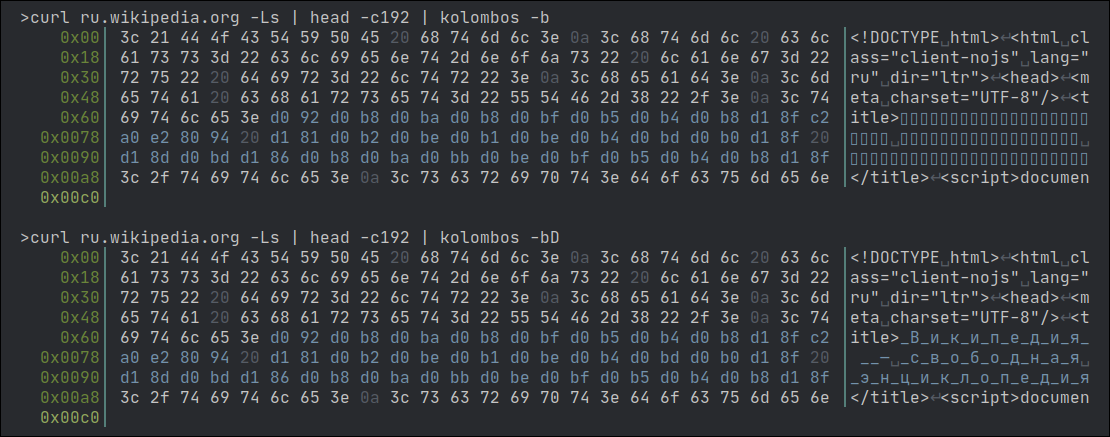 >curl ru.wikipedia.org -Ls | head -c192 | kolombos -b
0x00│ 3c 21 44 4f 43 54 59 50 45 20 68 74 6d 6c 3e 0a 3c 68 74 6d 6c 20 63 6c │<!DOCTYPE␣html>↵<html␣cl
0x18│ 61 73 73 3d 22 63 6c 69 65 6e 74 2d 6e 6f 6a 73 22 20 6c 61 6e 67 3d 22 │ass="client-nojs"␣lang="
0x30│ 72 75 22 20 64 69 72 3d 22 6c 74 72 22 3e 0a 3c 68 65 61 64 3e 0a 3c 6d │ru"␣dir="ltr">↵<head>↵<m
0x48│ 65 74 61 20 63 68 61 72 73 65 74 3d 22 55 54 46 2d 38 22 2f 3e 0a 3c 74 │eta␣charset="UTF-8"/>↵<t
0x60│ 69 74 6c 65 3e d0 92 d0 b8 d0 ba d0 b8 d0 bf d0 b5 d0 b4 d0 b8 d1 8f c2 │itle>▯▯▯▯▯▯▯▯▯▯▯▯▯▯▯▯▯▯▯
0x0078│ a0 e2 80 94 20 d1 81 d0 b2 d0 be d0 b1 d0 be d0 b4 d0 bd d0 b0 d1 8f 20 │▯▯▯▯␣▯▯▯▯▯▯▯▯▯▯▯▯▯▯▯▯▯▯␣
0x0090│ d1 8d d0 bd d1 86 d0 b8 d0 ba d0 bb d0 be d0 bf d0 b5 d0 b4 d0 b8 d1 8f │▯▯▯▯▯▯▯▯▯▯▯▯▯▯▯▯▯▯▯▯▯▯▯▯
0x00a8│ 3c 2f 74 69 74 6c 65 3e 0a 3c 73 63 72 69 70 74 3e 64 6f 63 75 6d 65 6e │</title>↵<script>documen
0x00c0│
>curl ru.wikipedia.org -Ls | head -c192 | kolombos -bD
0x00│ 3c 21 44 4f 43 54 59 50 45 20 68 74 6d 6c 3e 0a 3c 68 74 6d 6c 20 63 6c │<!DOCTYPE␣html>↵<html␣cl
0x18│ 61 73 73 3d 22 63 6c 69 65 6e 74 2d 6e 6f 6a 73 22 20 6c 61 6e 67 3d 22 │ass="client-nojs"␣lang="
0x30│ 72 75 22 20 64 69 72 3d 22 6c 74 72 22 3e 0a 3c 68 65 61 64 3e 0a 3c 6d │ru"␣dir="ltr">↵<head>↵<m
0x48│ 65 74 61 20 63 68 61 72 73 65 74 3d 22 55 54 46 2d 38 22 2f 3e 0a 3c 74 │eta␣charset="UTF-8"/>↵<t
0x60│ 69 74 6c 65 3e d0 92 d0 b8 d0 ba d0 b8 d0 bf d0 b5 d0 b4 d0 b8 d1 8f c2 │itle>_В_и_к_и_п_е_д_и_я_
0x0078│ a0 e2 80 94 20 d1 81 d0 b2 d0 be d0 b1 d0 be d0 b4 d0 bd d0 b0 d1 8f 20 │ __—␣_с_в_о_б_о_д_н_а_я␣
0x0090│ d1 8d d0 bd d1 86 d0 b8 d0 ba d0 bb d0 be d0 bf d0 b5 d0 b4 d0 b8 d1 8f │_э_н_ц_и_к_л_о_п_е_д_и_я
0x00a8│ 3c 2f 74 69 74 6c 65 3e 0a 3c 73 63 72 69 70 74 3e 64 6f 63 75 6d 65 6e │</title>↵<script>documen
0x00c0│